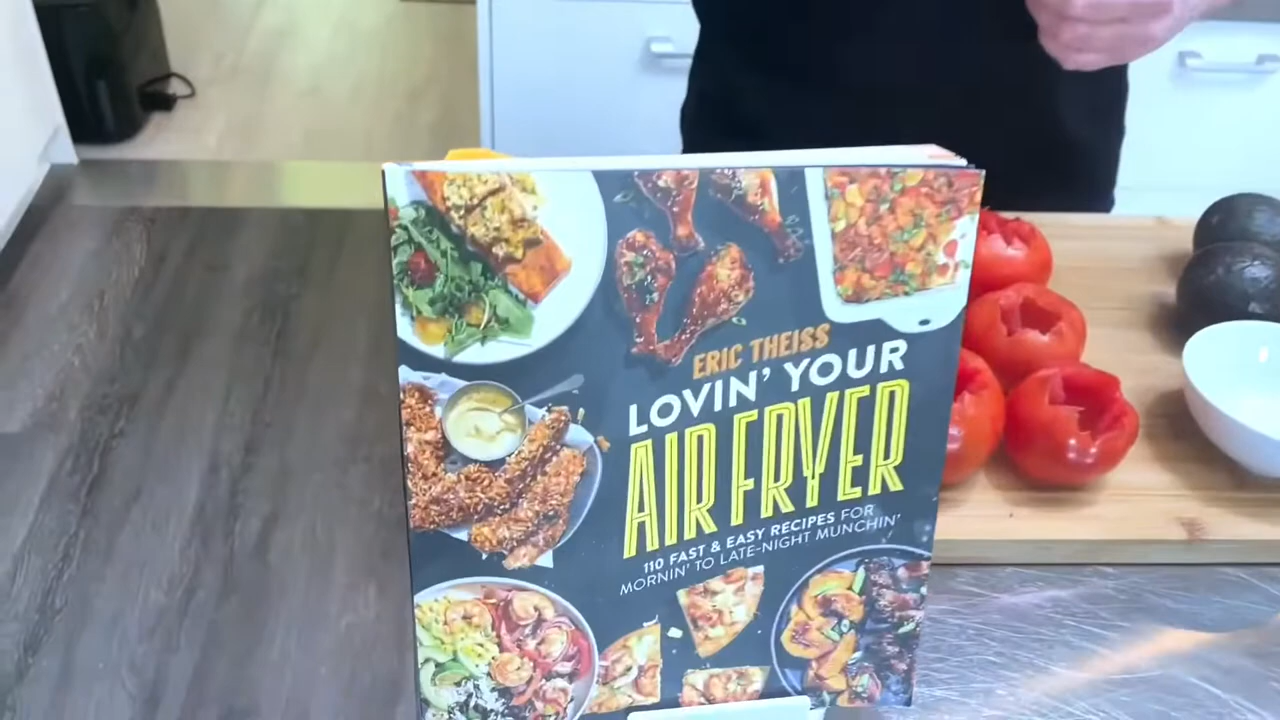 ERIC THEISS
LOVIN' YOUR
AIR FRYER
110 FAST & EASY RECIPES FOR
MORNIN' TO LATE-NIGHT MUNCHIN'